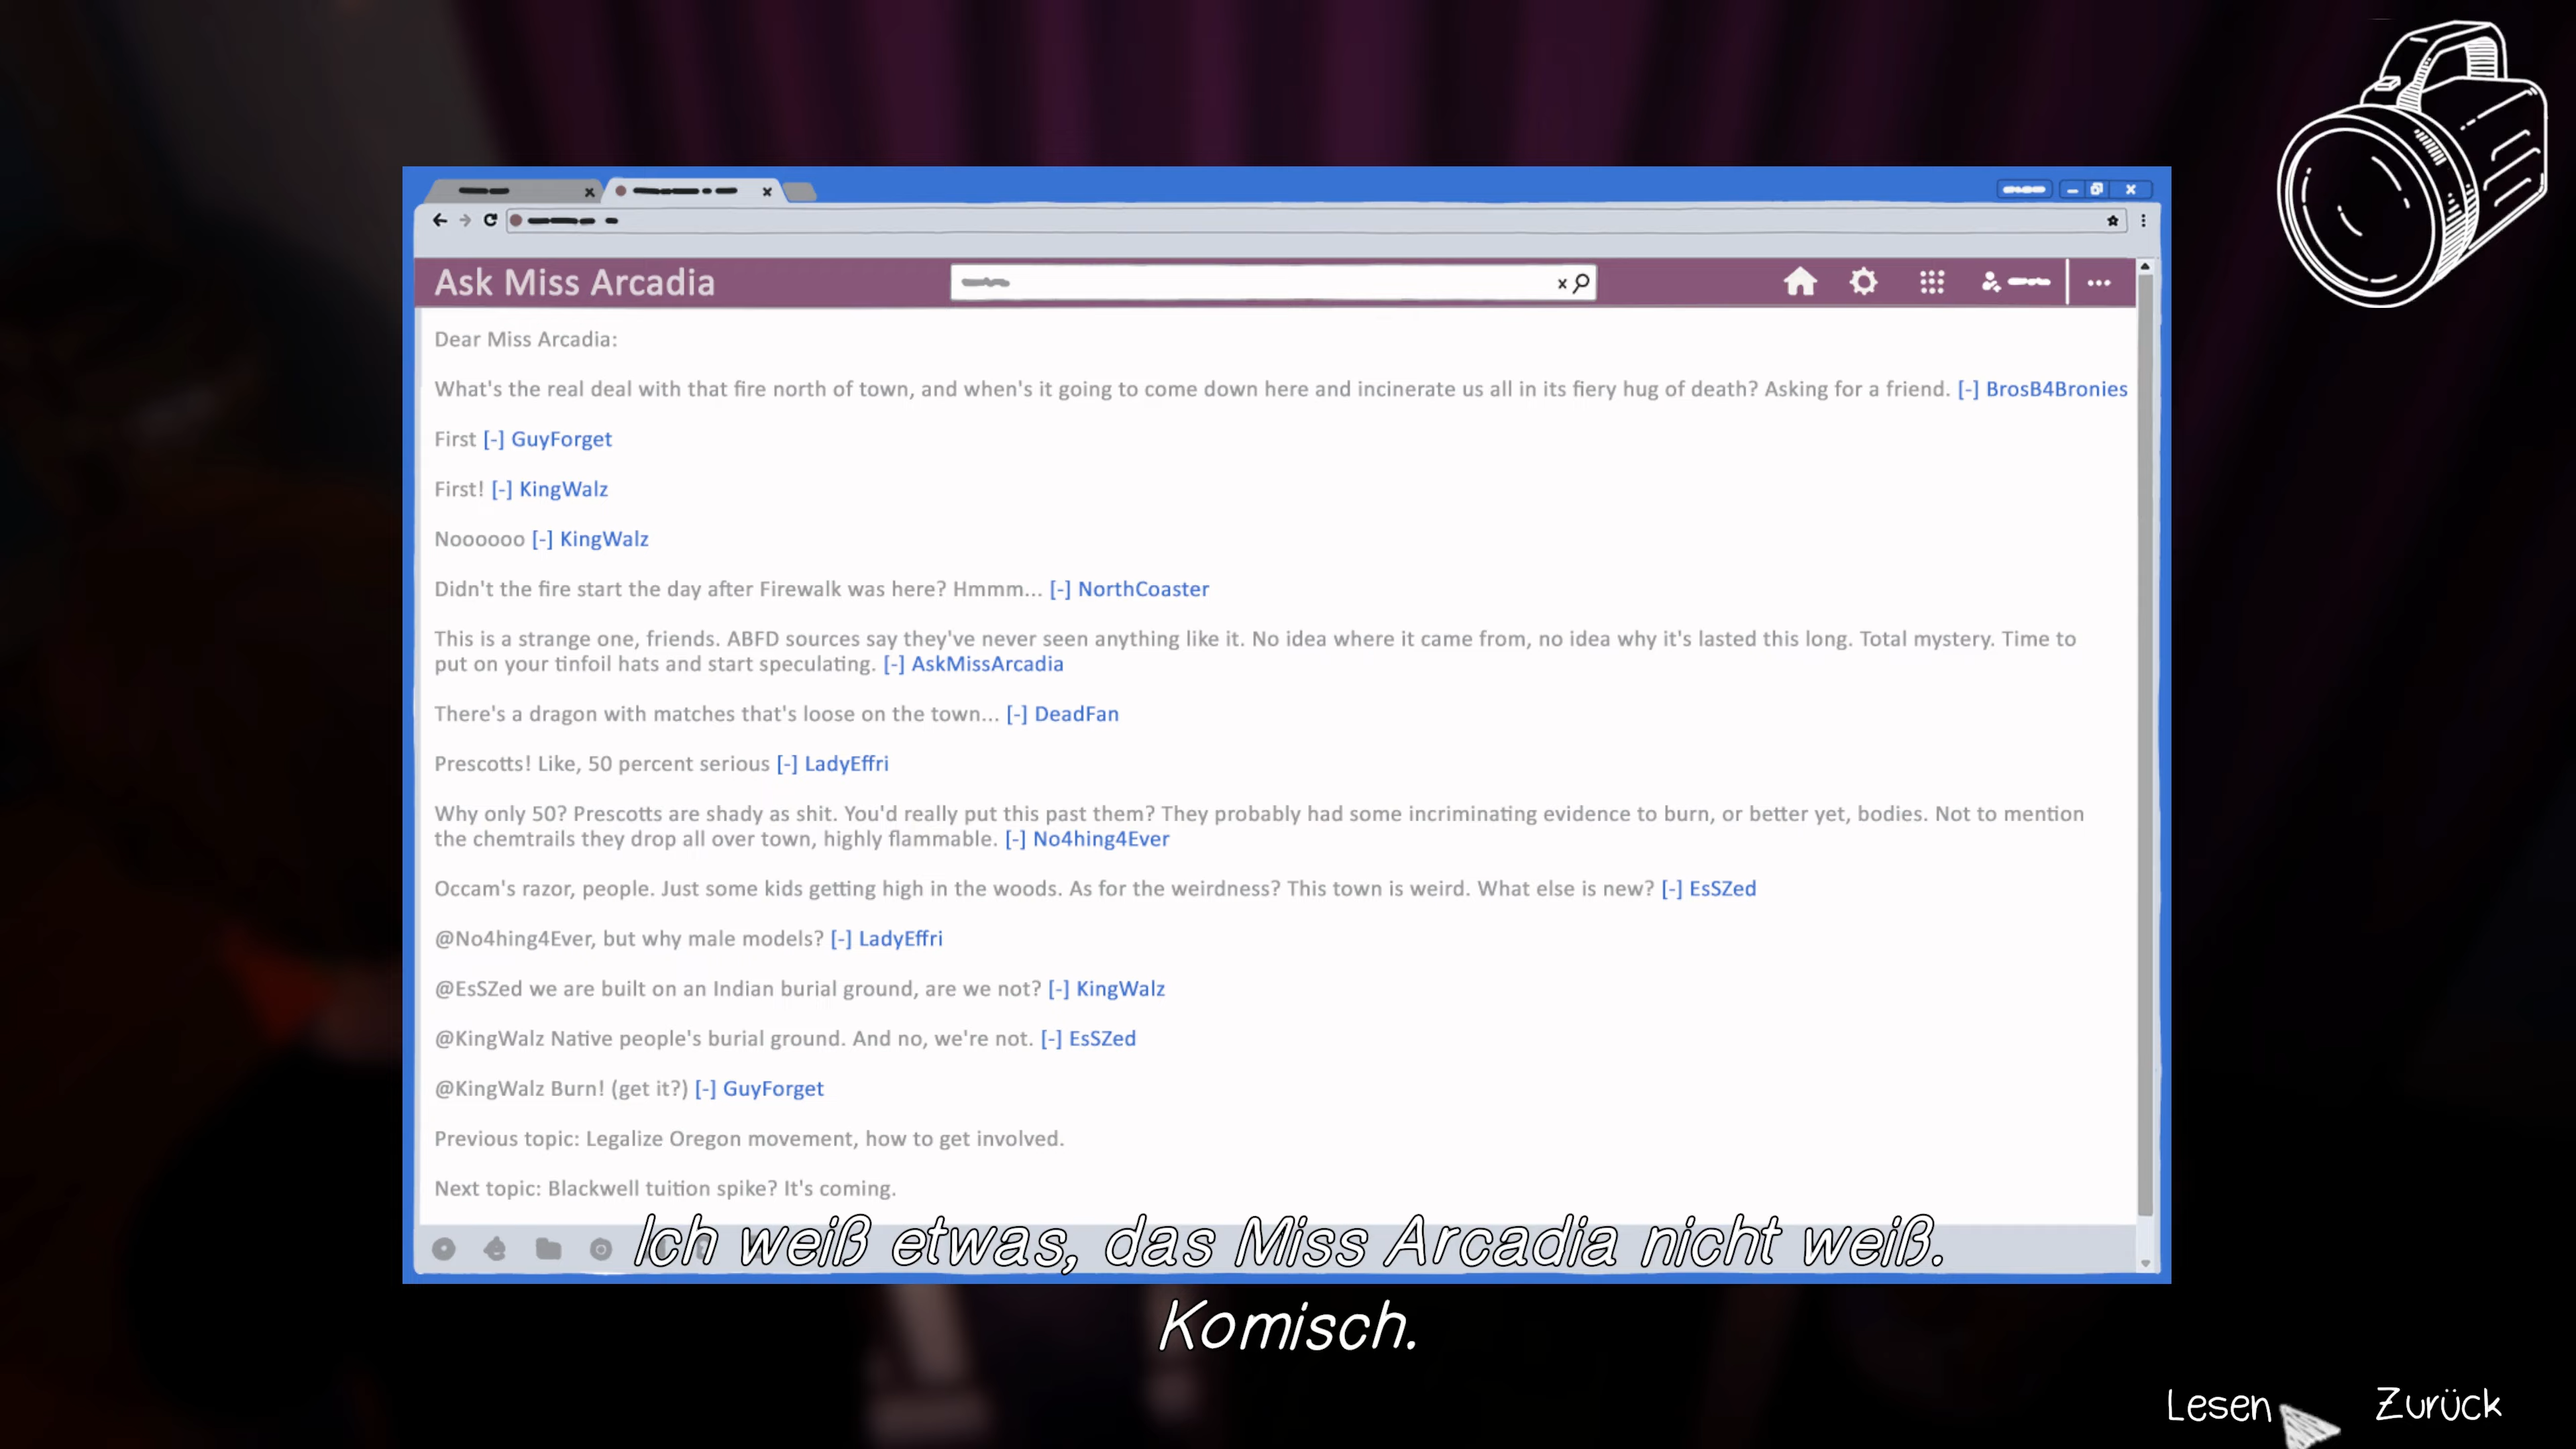 Ask Miss Arcadia
Dear Miss Arcadia:
What's the real deal with that fire north of town, and when's it going to come down here and incinerate us all in its fiery hug of death? Asking for a friend. [-] BrosB4Bronies
First [-] GuyForget
First! [-] KingWalz
Noooooo [-] KingWalz
Didn't the fire start the day after Firewalk was here? Hmmm... [-] NorthCoaster
This is a strange one, friends. ABFD sources say they've never seen anything like it. No idea where it came from, no idea why it's lasted this long. Total mystery. Time to
put on your tinfoil hats and start speculating. [-] AskMissArcadia
There's a dragon with matches that's loose on the town... [-] DeadFan
Prescotts! Like, 50 percent serious [-] LadyEffri
Why only 50? Prescotts are shady as shit. You'd really put this past them? They probably had some incriminating evidence to burn, or better yet, bodies. Not to mention
the chemtrails they drop all over town, highly flammable. [-] No4hing4Ever
Occam's razor, people. Just some kids getting high in the woods. As for the weirdness? This town is weird. What else is new? [-] EsSZed
@No4hing4Ever, but why male models? [-] LadyEffri
@EsSZed we are built on an Indian burial ground, are we not? [-] KingWalz
@KingWalz Native people's burial ground. And no, we're not. [-] EsSZed
@KingWalz Burn! (get it?) [-] GuyForget
Previous topic: Legalize Oregon movement, how to get involved.
Next topic: Blackwell tuition spike? It's coming.
Ich weiß etwas, das Miss Arcadia nicht weiß.
Komisch.
Lesen
Zurück